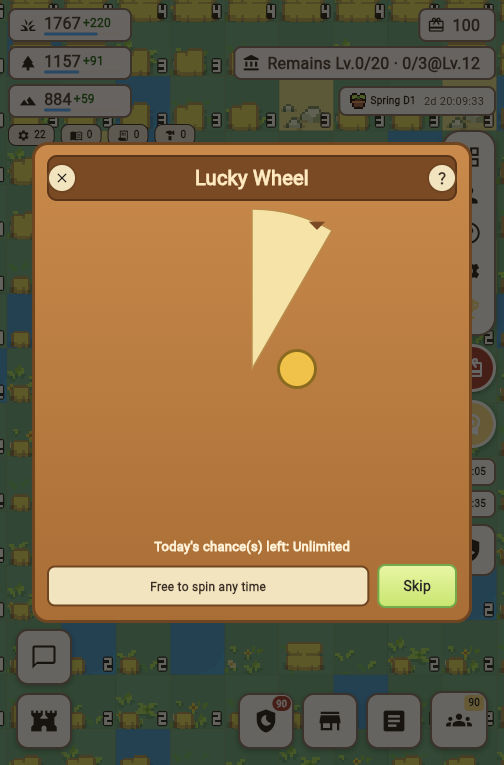 1767+220
100
1157+91
Remains Lv.0/20 · 0/3@Lv.12
884+59
Spring D1 2d 20:09:33
22
0
0
0
Lucky Wheel
?
:05
:35
Today's chance(s) left: Unlimited
Free to spin any time
Skip
90
90